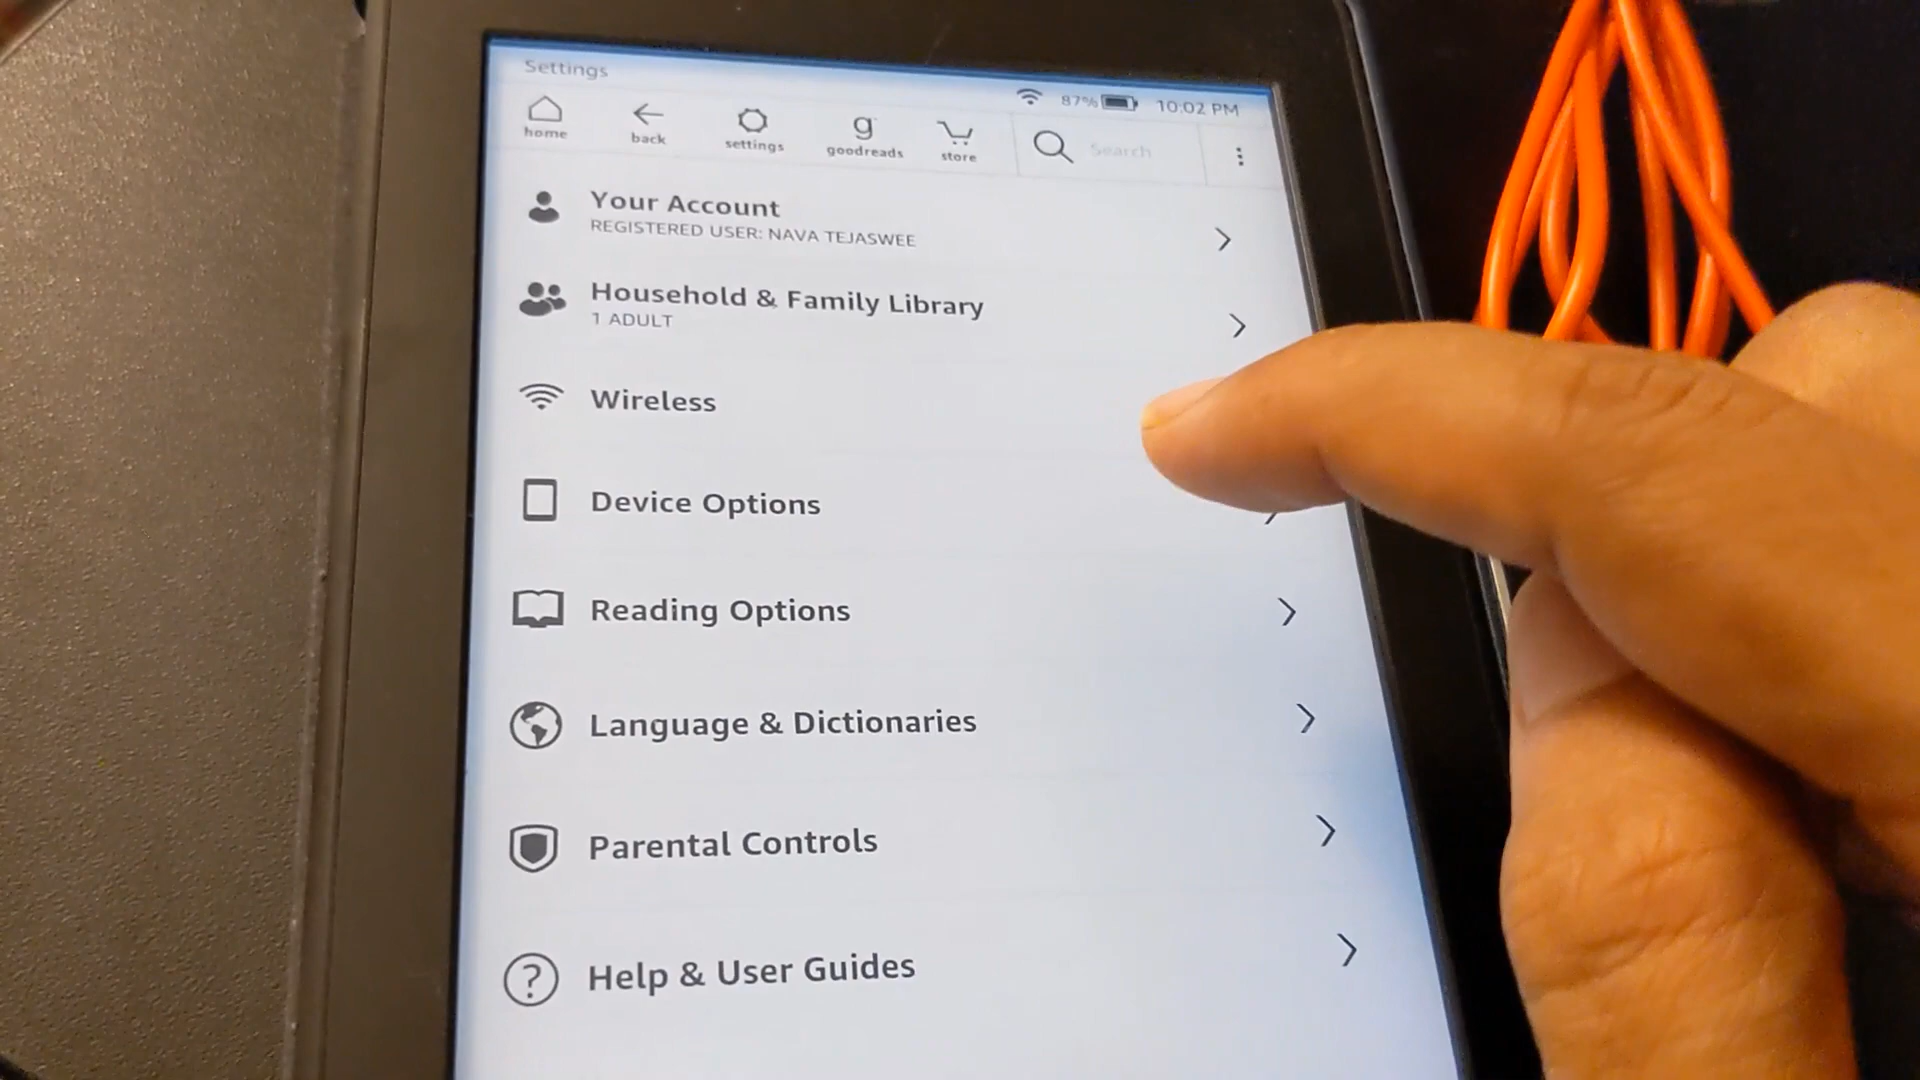 Settings
87% 10:02 PM
home back settings goodreads store Search
Your Account
REGISTERED USER: NAVA TEJASWEE
Household & Family Library
1 ADULT
Wireless
Device Options
Reading Options
Language & Dictionaries
Parental Controls
Help & User Guides